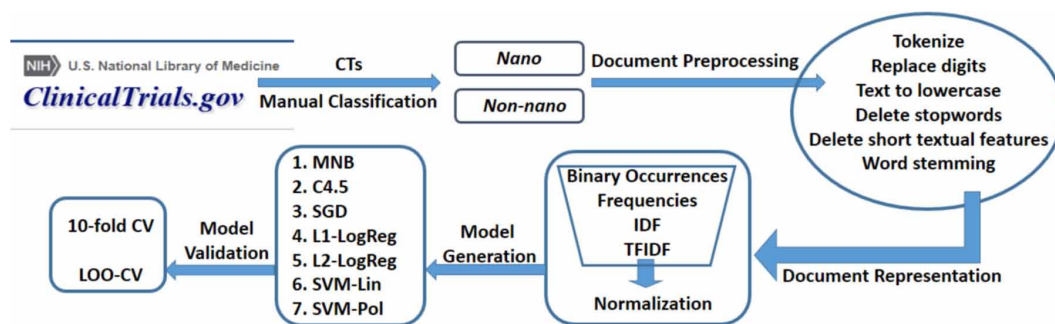 NIH U.S. National Library of Medicine
ClinicalTrials.gov
CTs
Manual Classification
Nano
Non-nano
Document Preprocessing
Tokenize
Replace digits
Text to lowercase
Delete stopwords
Delete short textual features
Word stemming
Document Representation
Binary Occurrences
Frequencies
IDF
TFIDF
Normalization
Model
Generation
1. MNB
2. C4.5
3. SGD
4. L1-LogReg
5. L2-LogReg
6. SVM-Lin
7. SVM-Pol
Model
Validation
10-fold CV
LOO-CV